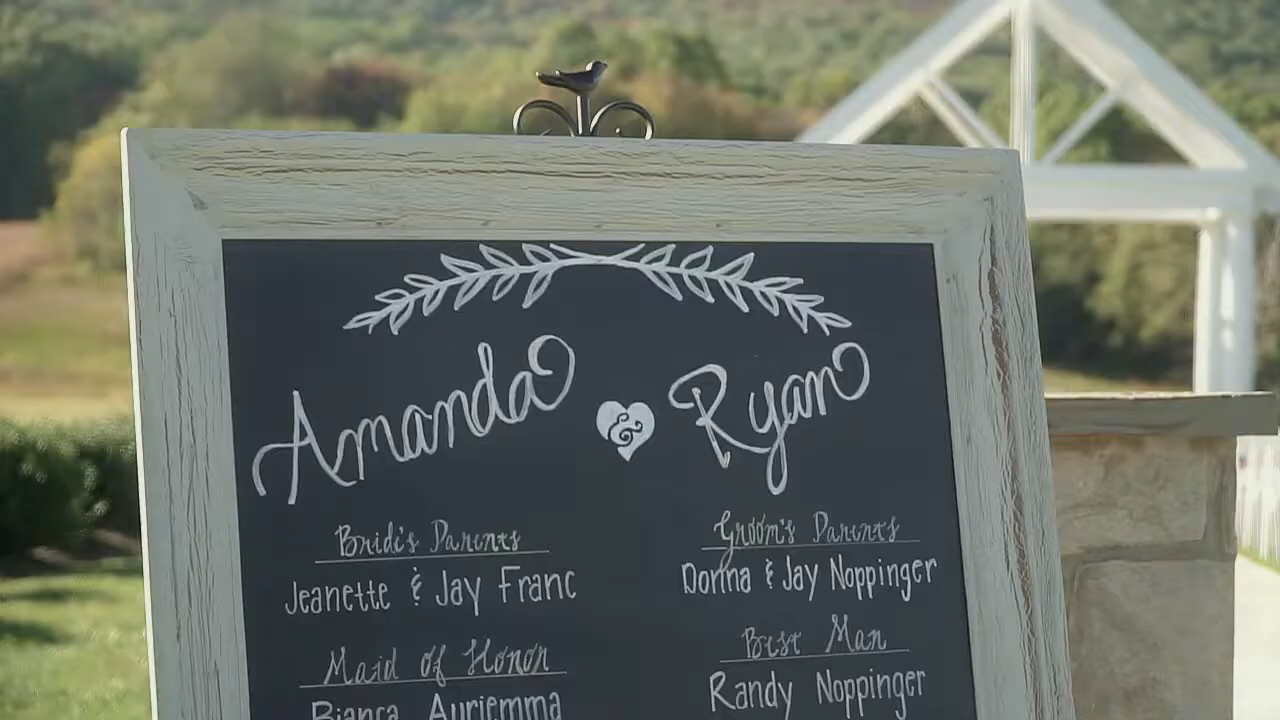 Amanda & Ryan
Bride's Parents
Jeanette & Jay Franc
Maid of Honor
Bianca Auriemma
Groom's Parents
Donna & Jay Noppinger
Best Man
Randy Noppinger